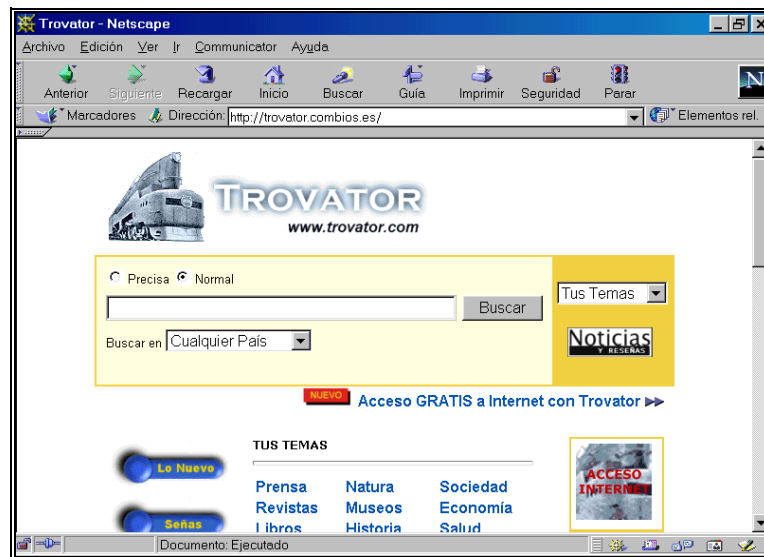 Trovator - Netscape
Archivo Edición Ver Ir Communicator Ayuda
Anterior Siguiente Recargar Inicio Buscar Guía Imprimir Seguridad Parar
N
Marcadores Dirección: http://trovator.combios.es/ Elementos rel.
TROVATOR
www.trovator.com
Precisa Normal
Buscar
Tus Temas
Buscar en Cualquier País
Noticias
Y RESEÑAS
NUEVO Acceso GRATIS a Internet con Trovator
Lo Nuevo
TUS TEMAS
ACCESO
INTERNET
Prensa Natura Sociedad
Revistas Museos Economía
Señas
Libros Historia Salud
Documento: Ejecutado